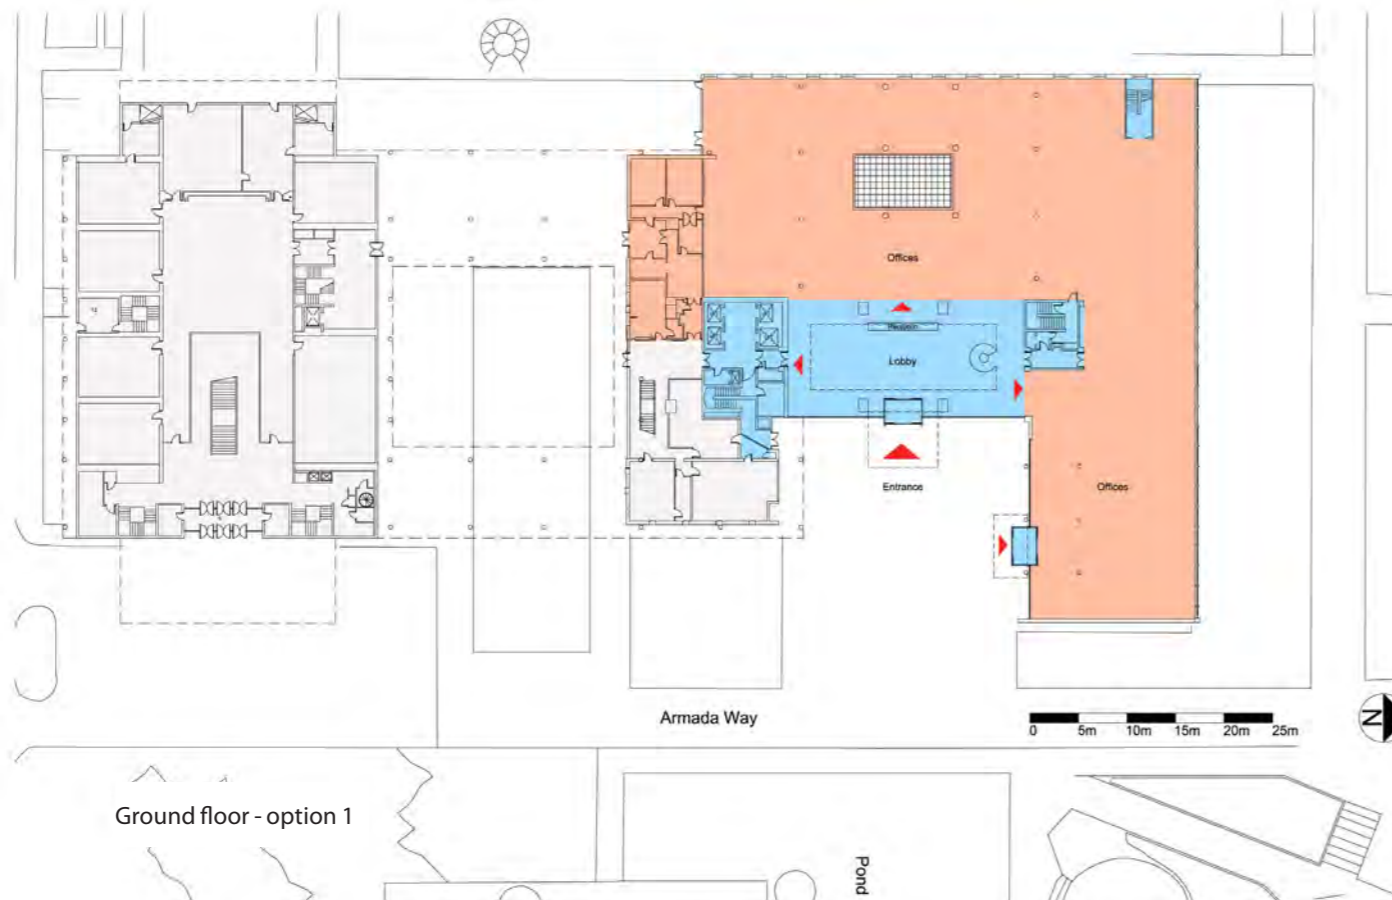 Offices
Reception
Lobby
Entrance
Offices
Armada Way
0 5m 10m 15m 20m 25m
N
Ground floor - option 1
Pond